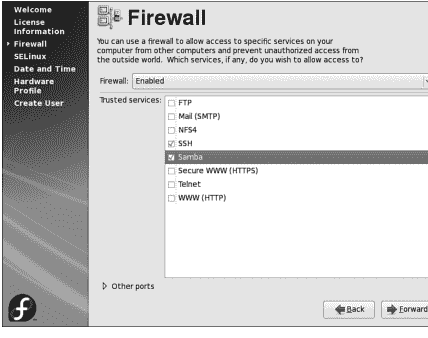 Welcome
License
Information
Firewall
SELinux
Date and Time
Hardware
Profile
Create User
Firewall
You can use a firewall to allow access to specific services on your
computer from other computers and prevent unauthorized access from
the outside world. Which services, if any, do you wish to allow access to?
Firewall: Enabled
Trusted services:
FTP
Mail (SMTP)
NFS4
SSH
Samba
Secure WWW (HTTPS)
Telnet
WWW (HTTP)
Other ports
Back
Forward